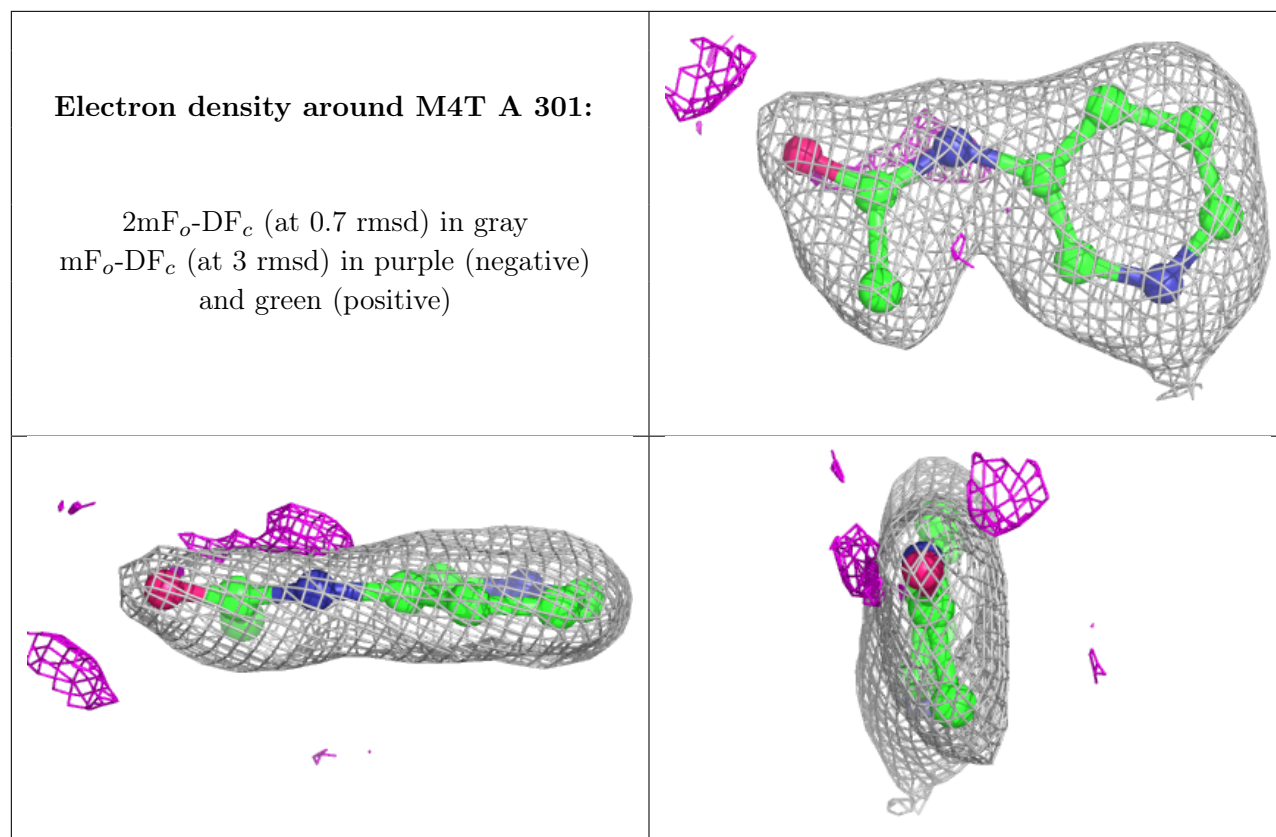 Electron density around M4T A 301:
2mFo-DFc (at 0.7 rmsd) in gray
mFo-DFc (at 3 rmsd) in purple (negative)
and green (positive)